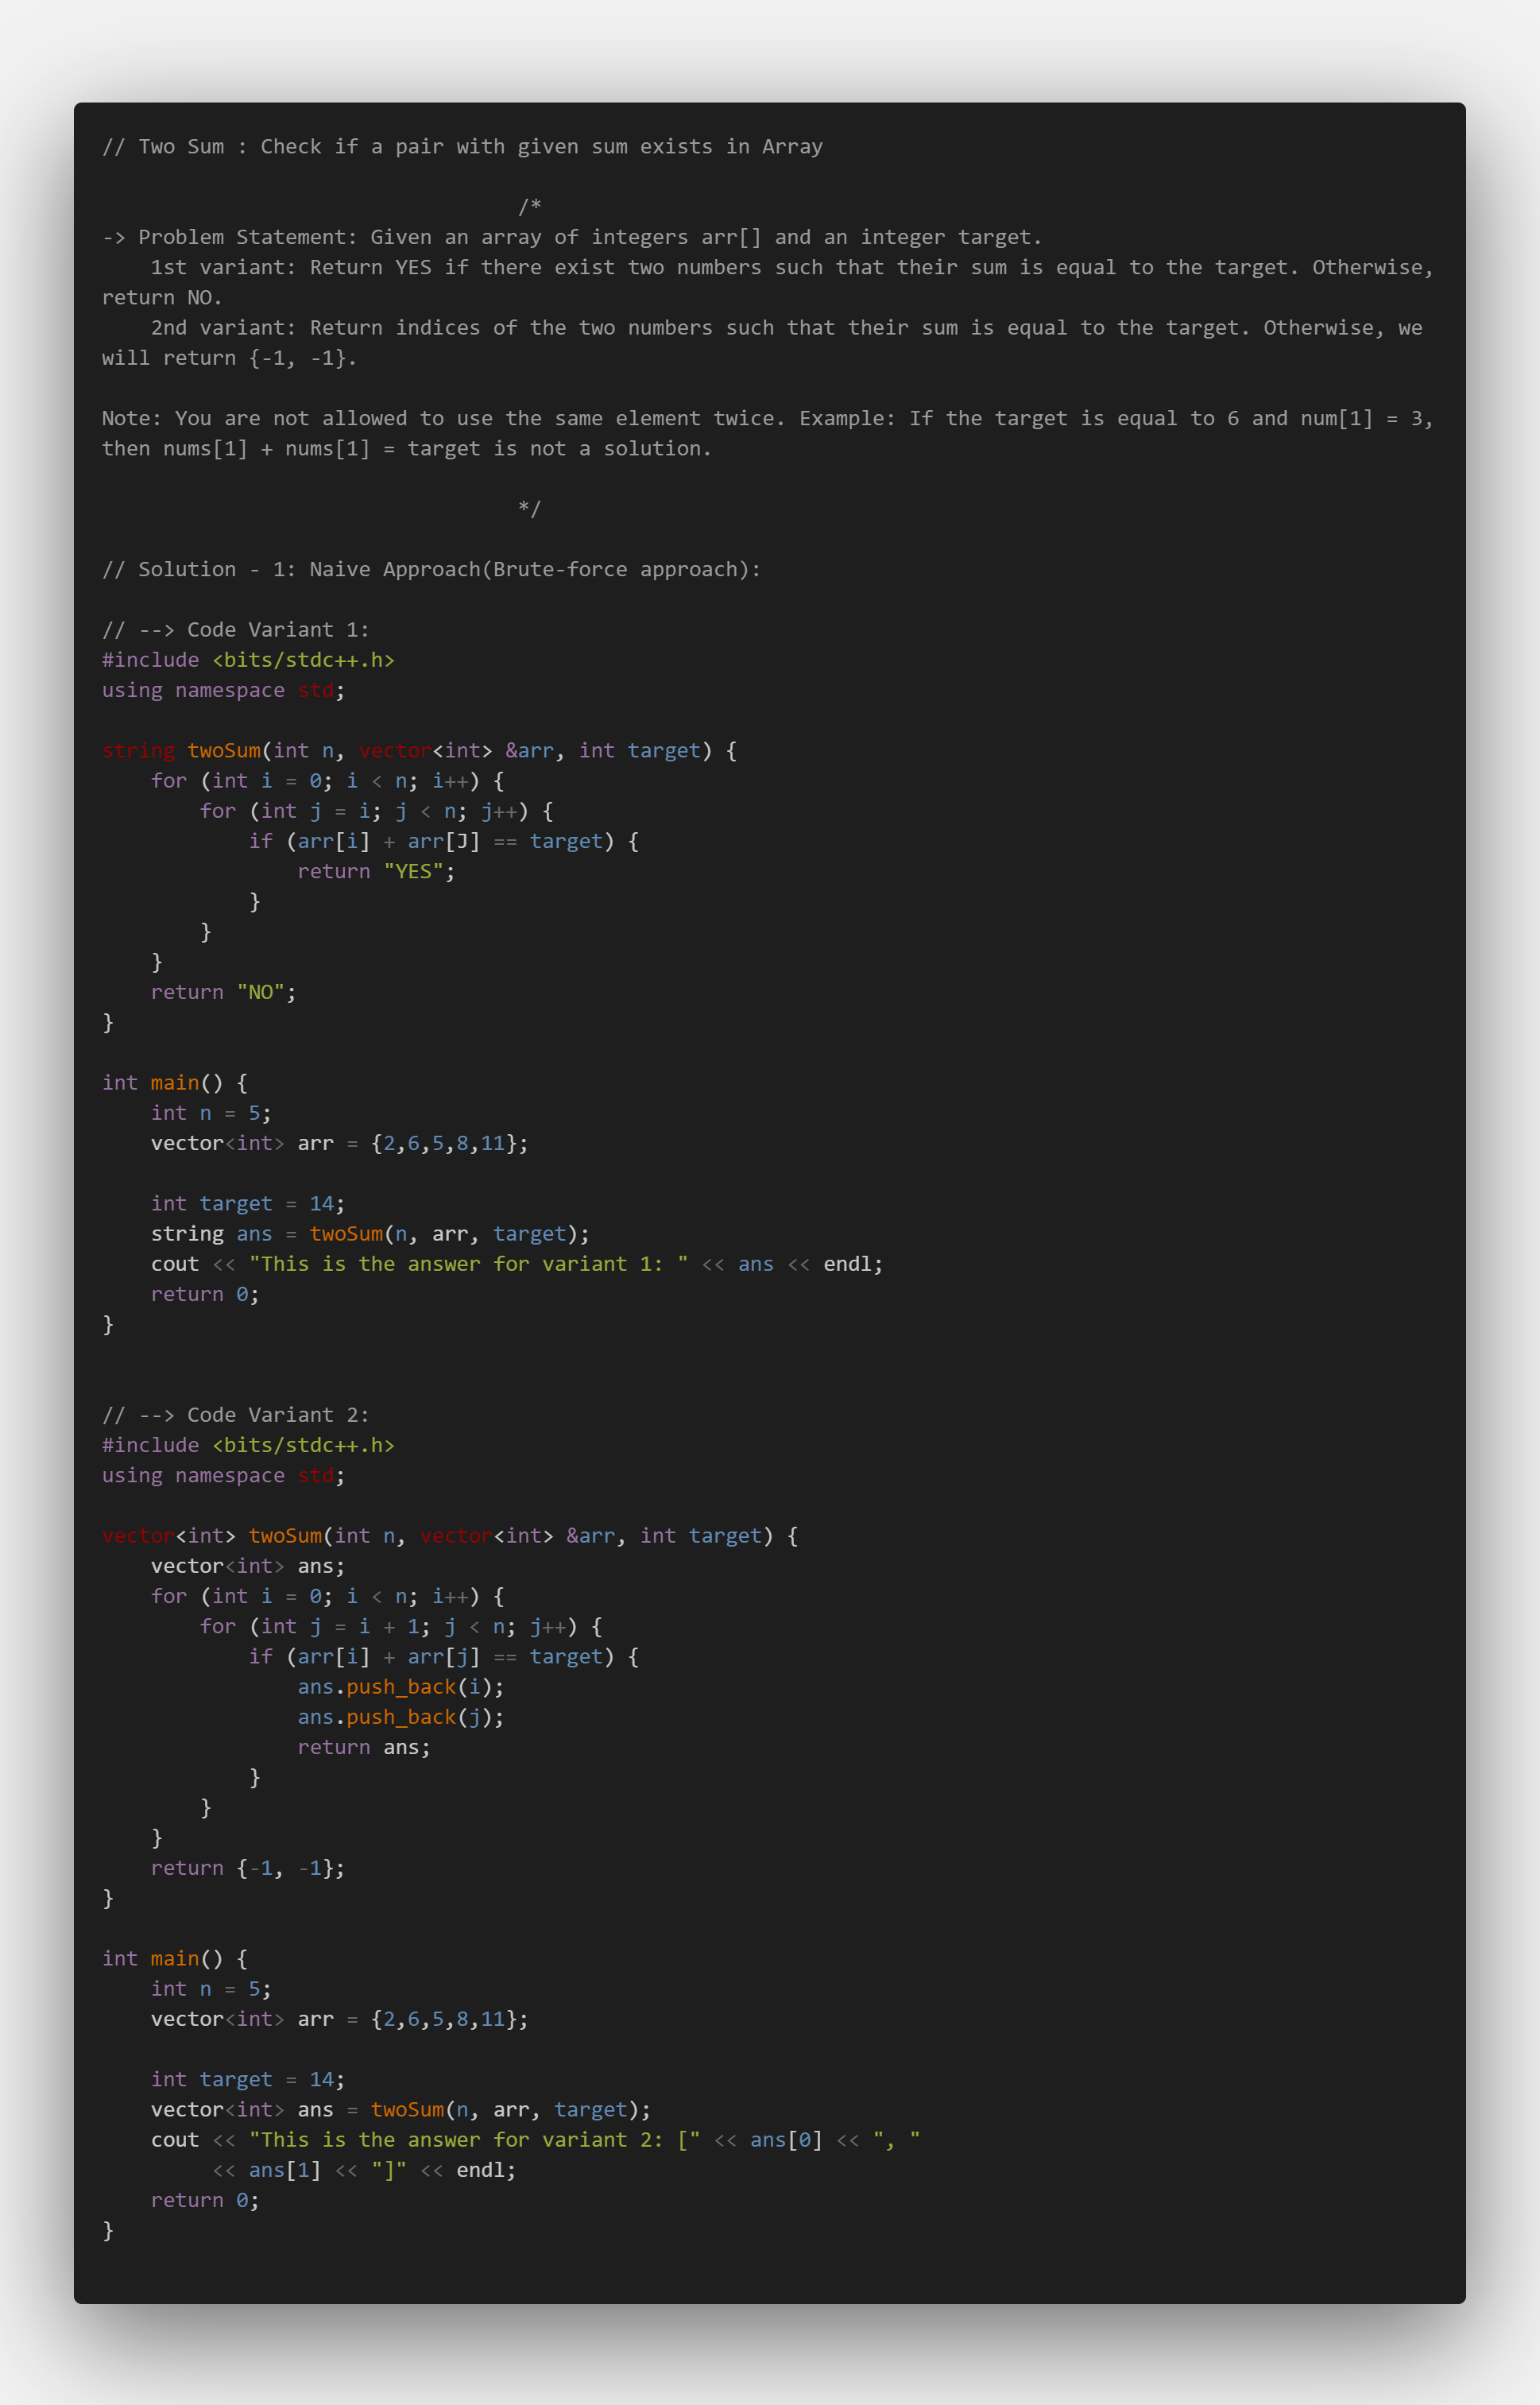 // Two Sum : Check if a pair with given sum exists in Array
/*
-> Problem Statement: Given an array of integers arr[] and an integer target.
    1st variant: Return YES if there exist two numbers such that their sum is equal to the target. Otherwise,
return NO.
    2nd variant: Return indices of the two numbers such that their sum is equal to the target. Otherwise, we
will return {-1, -1}.
Note: You are not allowed to use the same element twice. Example: If the target is equal to 6 and num[1] = 3,
then nums[1] + nums[1] = target is not a solution.
*/
// Solution - 1: Naive Approach(Brute-force approach):
// --> Code Variant 1:
#include <bits/stdc++.h>
using namespace std;
string twoSum(int n, vector<int> &arr, int target) {
    for (int i = 0; i < n; i++) {
        for (int j = i; j < n; j++) {
            if (arr[i] + arr[J] == target) {
                return "YES";
            }
        }
    }
    return "NO";
}
int main() {
    int n = 5;
    vector<int> arr = {2,6,5,8,11};
    int target = 14;
    string ans = twoSum(n, arr, target);
    cout << "This is the answer for variant 1: " << ans << endl;
    return 0;
}
// --> Code Variant 2:
#include <bits/stdc++.h>
using namespace std;
vector<int> twoSum(int n, vector<int> &arr, int target) {
    vector<int> ans;
    for (int i = 0; i < n; i++) {
        for (int j = i + 1; j < n; j++) {
            if (arr[i] + arr[j] == target) {
                ans.push_back(i);
                ans.push_back(j);
                return ans;
            }
        }
    }
    return {-1, -1};
}
int main() {
    int n = 5;
    vector<int> arr = {2,6,5,8,11};
    int target = 14;
    vector<int> ans = twoSum(n, arr, target);
    cout << "This is the answer for variant 2: [" << ans[0] << ", "
         << ans[1] << "]" << endl;
    return 0;
}